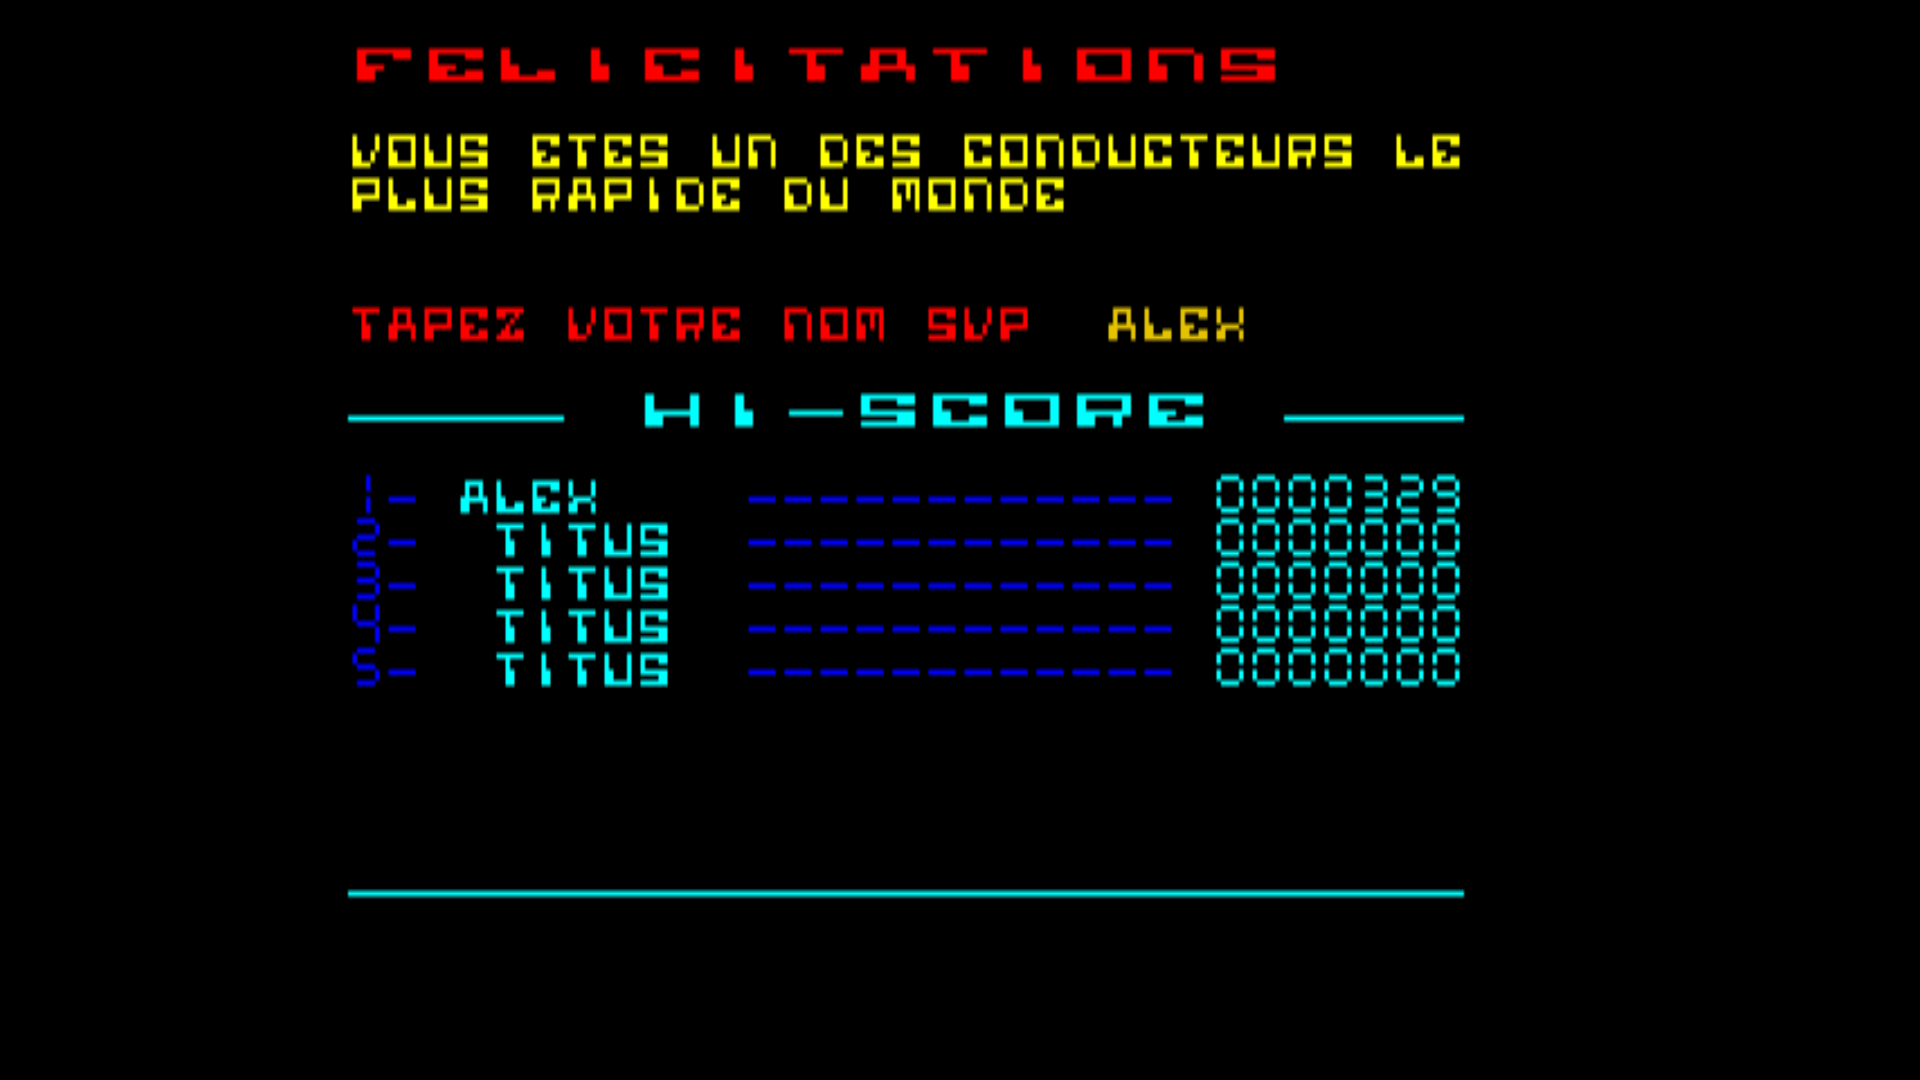 FELICITATIONS
VOUS ETES UN DES CONDUCTEURS LE
PLUS RAPIDE DU MONDE
TAPEZ VOTRE NOM SVP ALEX
HI-SCORE
1- ALEX ------------ 0000329
2- TITUS ------------ 0000000
3- TITUS ------------ 0000000
4- TITUS ------------ 0000000
5- TITUS ------------ 0000000